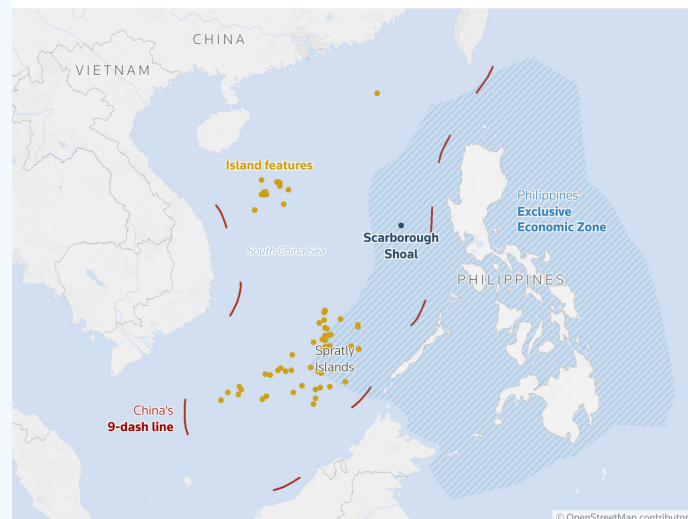 CHINA
VIETNAM
Island features
Philippines'
Exclusive
Economic Zone
Scarborough
Shoal
South China Sea
PHILIPPINES
Spratly
Islands
China's
9-dash line
© OpenStreetMap contributor